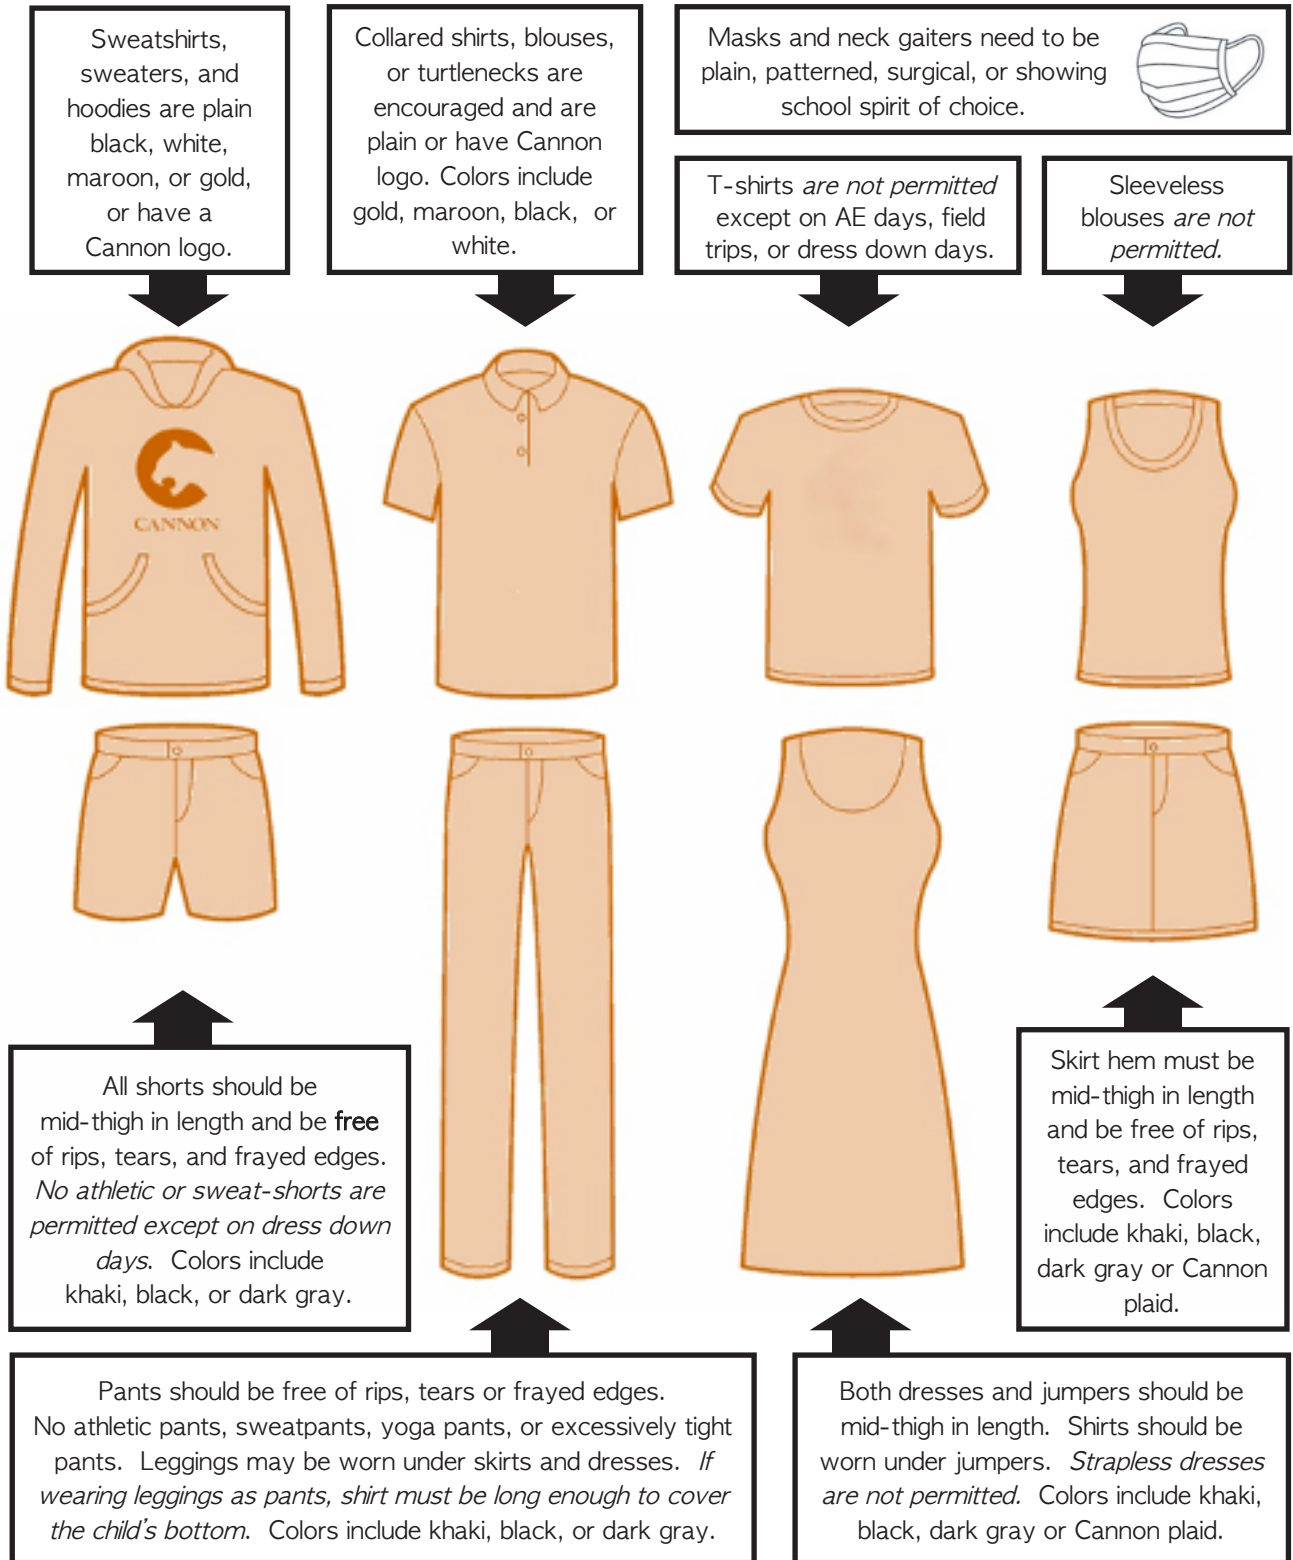 Sweatshirts,
sweaters, and
hoodies are plain
black, white,
maroon, or gold,
or have a
Cannon logo.
Collared shirts, blouses,
or turtlenecks are
encouraged and are
plain or have Cannon
logo. Colors include
gold, maroon, black, or
white.
Masks and neck gaiters need to be
plain, patterned, surgical, or showing
school spirit of choice.
T-shirts are not permitted
except on AE days, field
trips, or dress down days.
Sleeveless
blouses are not
permitted.
CANNON
All shorts should be
mid-thigh in length and be free
of rips, tears, and frayed edges.
No athletic or sweat-shorts are
permitted except on dress down
days. Colors include
khaki, black, or dark gray.
Skirt hem must be
mid-thigh in length
and be free of rips,
tears, and frayed
edges. Colors
include khaki, black,
dark gray or Cannon
plaid.
Pants should be free of rips, tears or frayed edges.
No athletic pants, sweatpants, yoga pants, or excessively tight
pants. Leggings may be worn under skirts and dresses. If
wearing leggings as pants, shirt must be long enough to cover
the child's bottom. Colors include khaki, black, or dark gray.
Both dresses and jumpers should be
mid-thigh in length. Shirts should be
worn under jumpers. Strapless dresses
are not permitted. Colors include khaki,
black, dark gray or Cannon plaid.